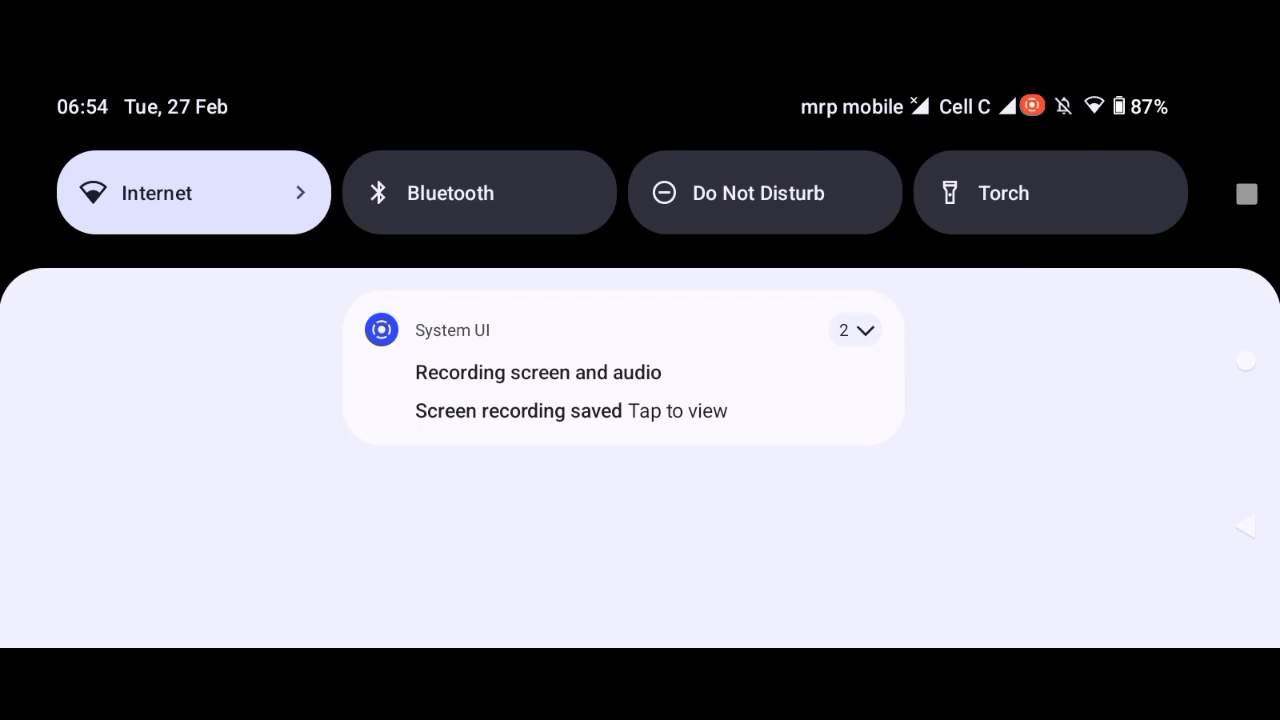 06:54 Tue, 27 Feb mrp mobile Cell C 87%
Internet Bluetooth Do Not Disturb Torch
System UI 2
Recording screen and audio
Screen recording saved Tap to view